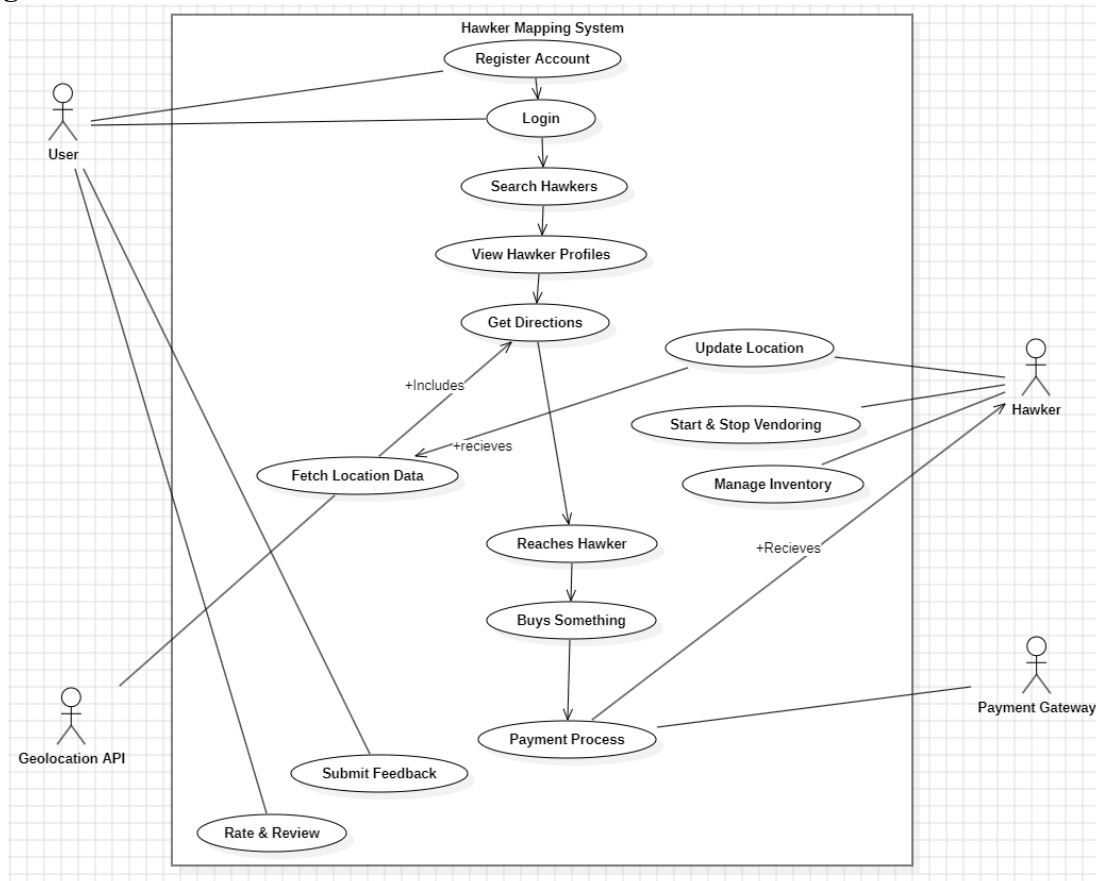 Hawker Mapping System
Register Account
Login
User
Search Hawkers
View Hawker Profiles
Get Directions
Update Location
+Includes
Hawker
Start & Stop Vendoring
+recieves
Fetch Location Data
Manage Inventory
Reaches Hawker
+Recieves
Buys Something
Payment Gateway
Payment Process
Geolocation API
Submit Feedback
Rate & Review